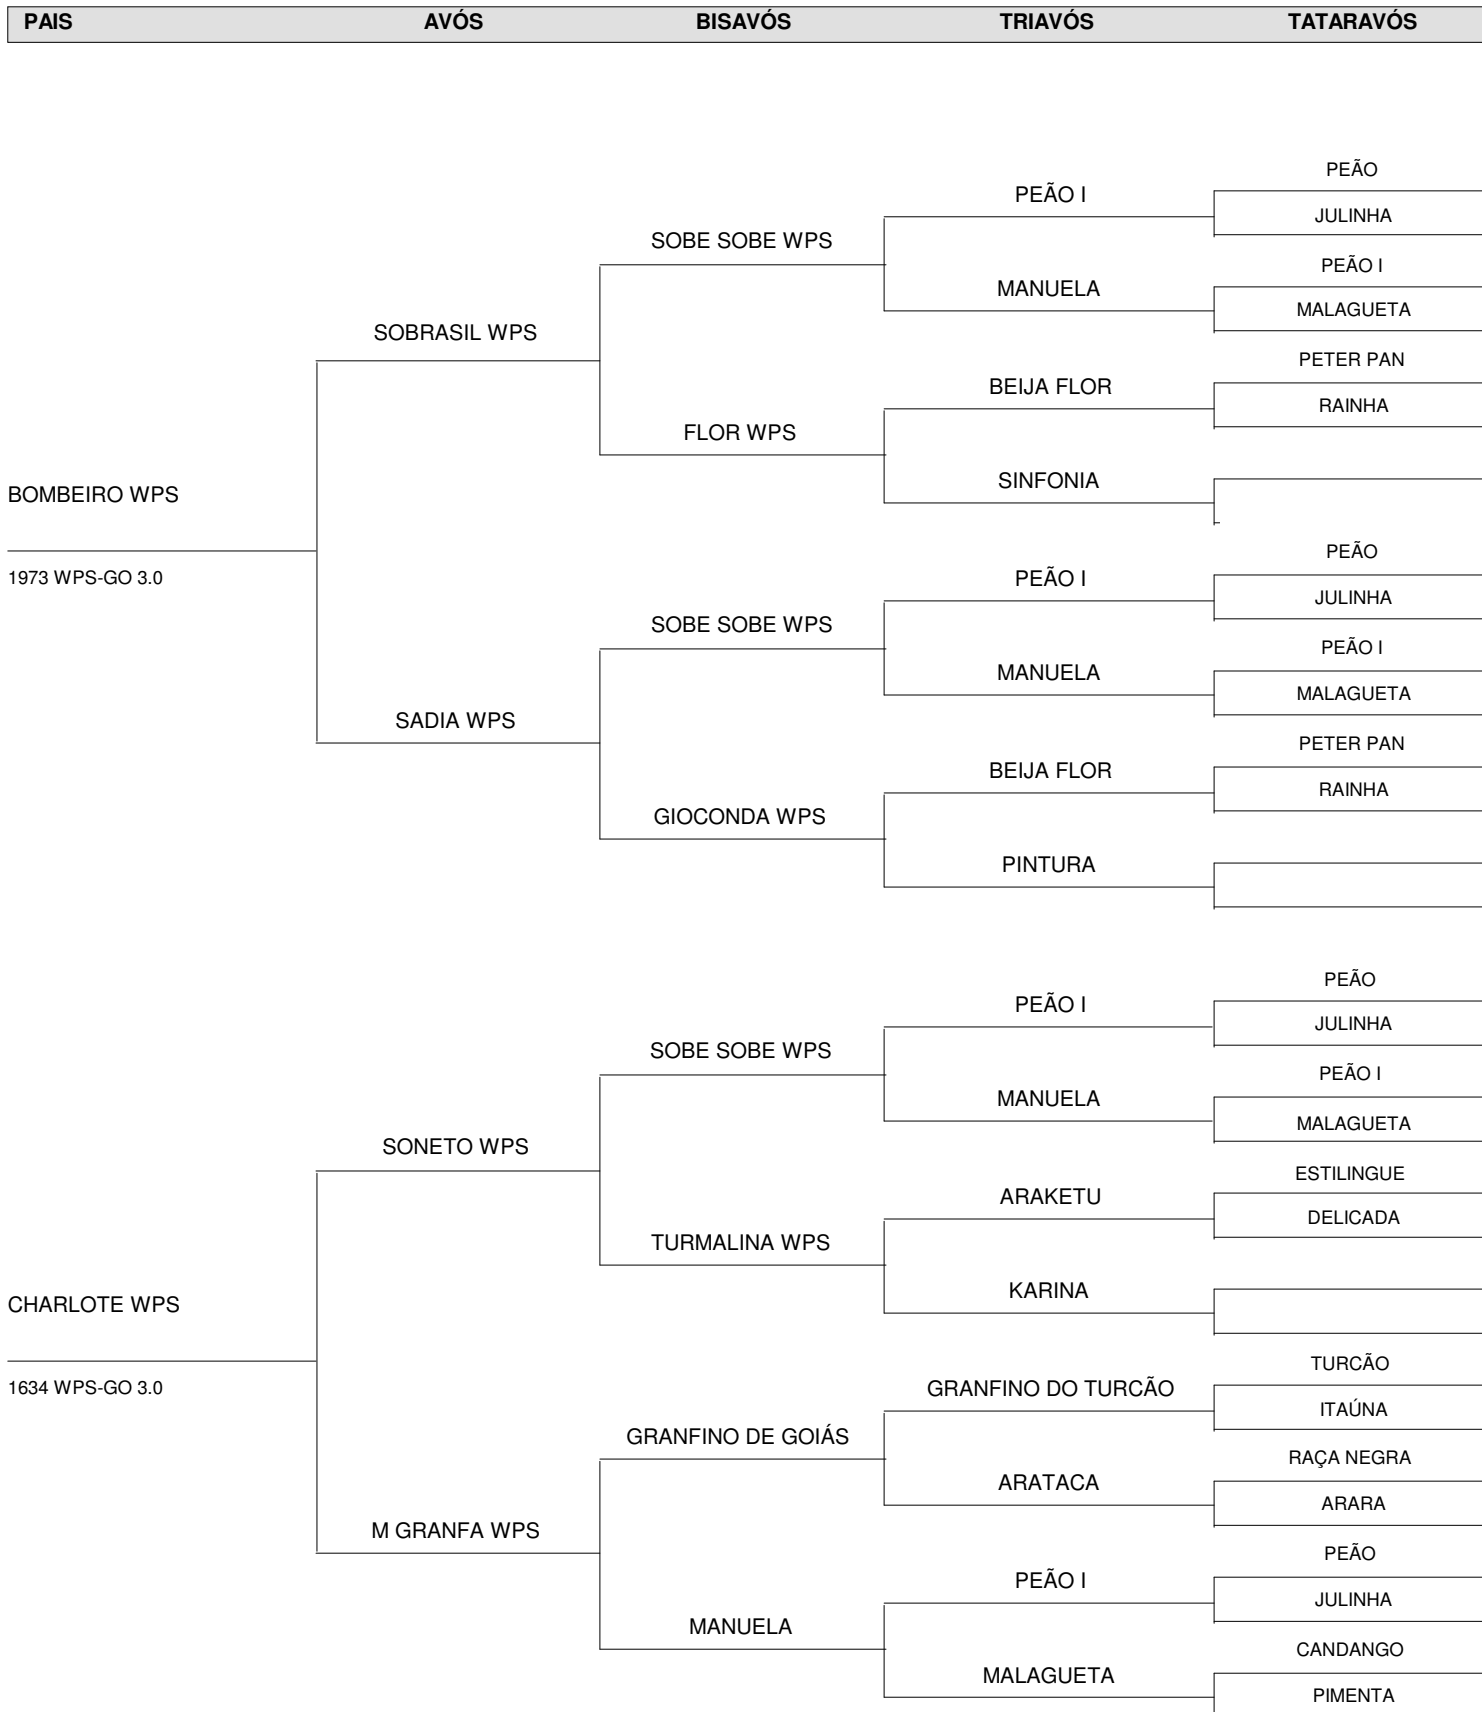 PAIS AVÓS BISAVÓS TRIAVÓS TATARAVÓS
PEÃO
PEÃO I
JULINHA
SOBE SOBE WPS
PEÃO I
MANUELA
MALAGUETA
SOBRASIL WPS
PETER PAN
BEIJA FLOR
RAINHA
FLOR WPS
SINFONIA
BOMBEIRO WPS
PEÃO
1973 WPS-GO 3.0
PEÃO I
JULINHA
SOBE SOBE WPS
PEÃO I
MANUELA
MALAGUETA
SADIA WPS
PETER PAN
BEIJA FLOR
RAINHA
GIOCONDA WPS
PINTURA
PEÃO
PEÃO I
JULINHA
SOBE SOBE WPS
PEÃO I
MANUELA
MALAGUETA
SONETO WPS
ESTILINGUE
ARAKETU
DELICADA
TURMALINA WPS
KARINA
CHARLOTE WPS
TURCÃO
1634 WPS-GO 3.0
GRANFINO DO TURCÃO
ITAÚNA
GRANFINO DE GOIÁS
RAÇA NEGRA
ARATACA
ARARA
M GRANFA WPS
PEÃO
PEÃO I
JULINHA
MANUELA
CANDANGO
MALAGUETA
PIMENTA